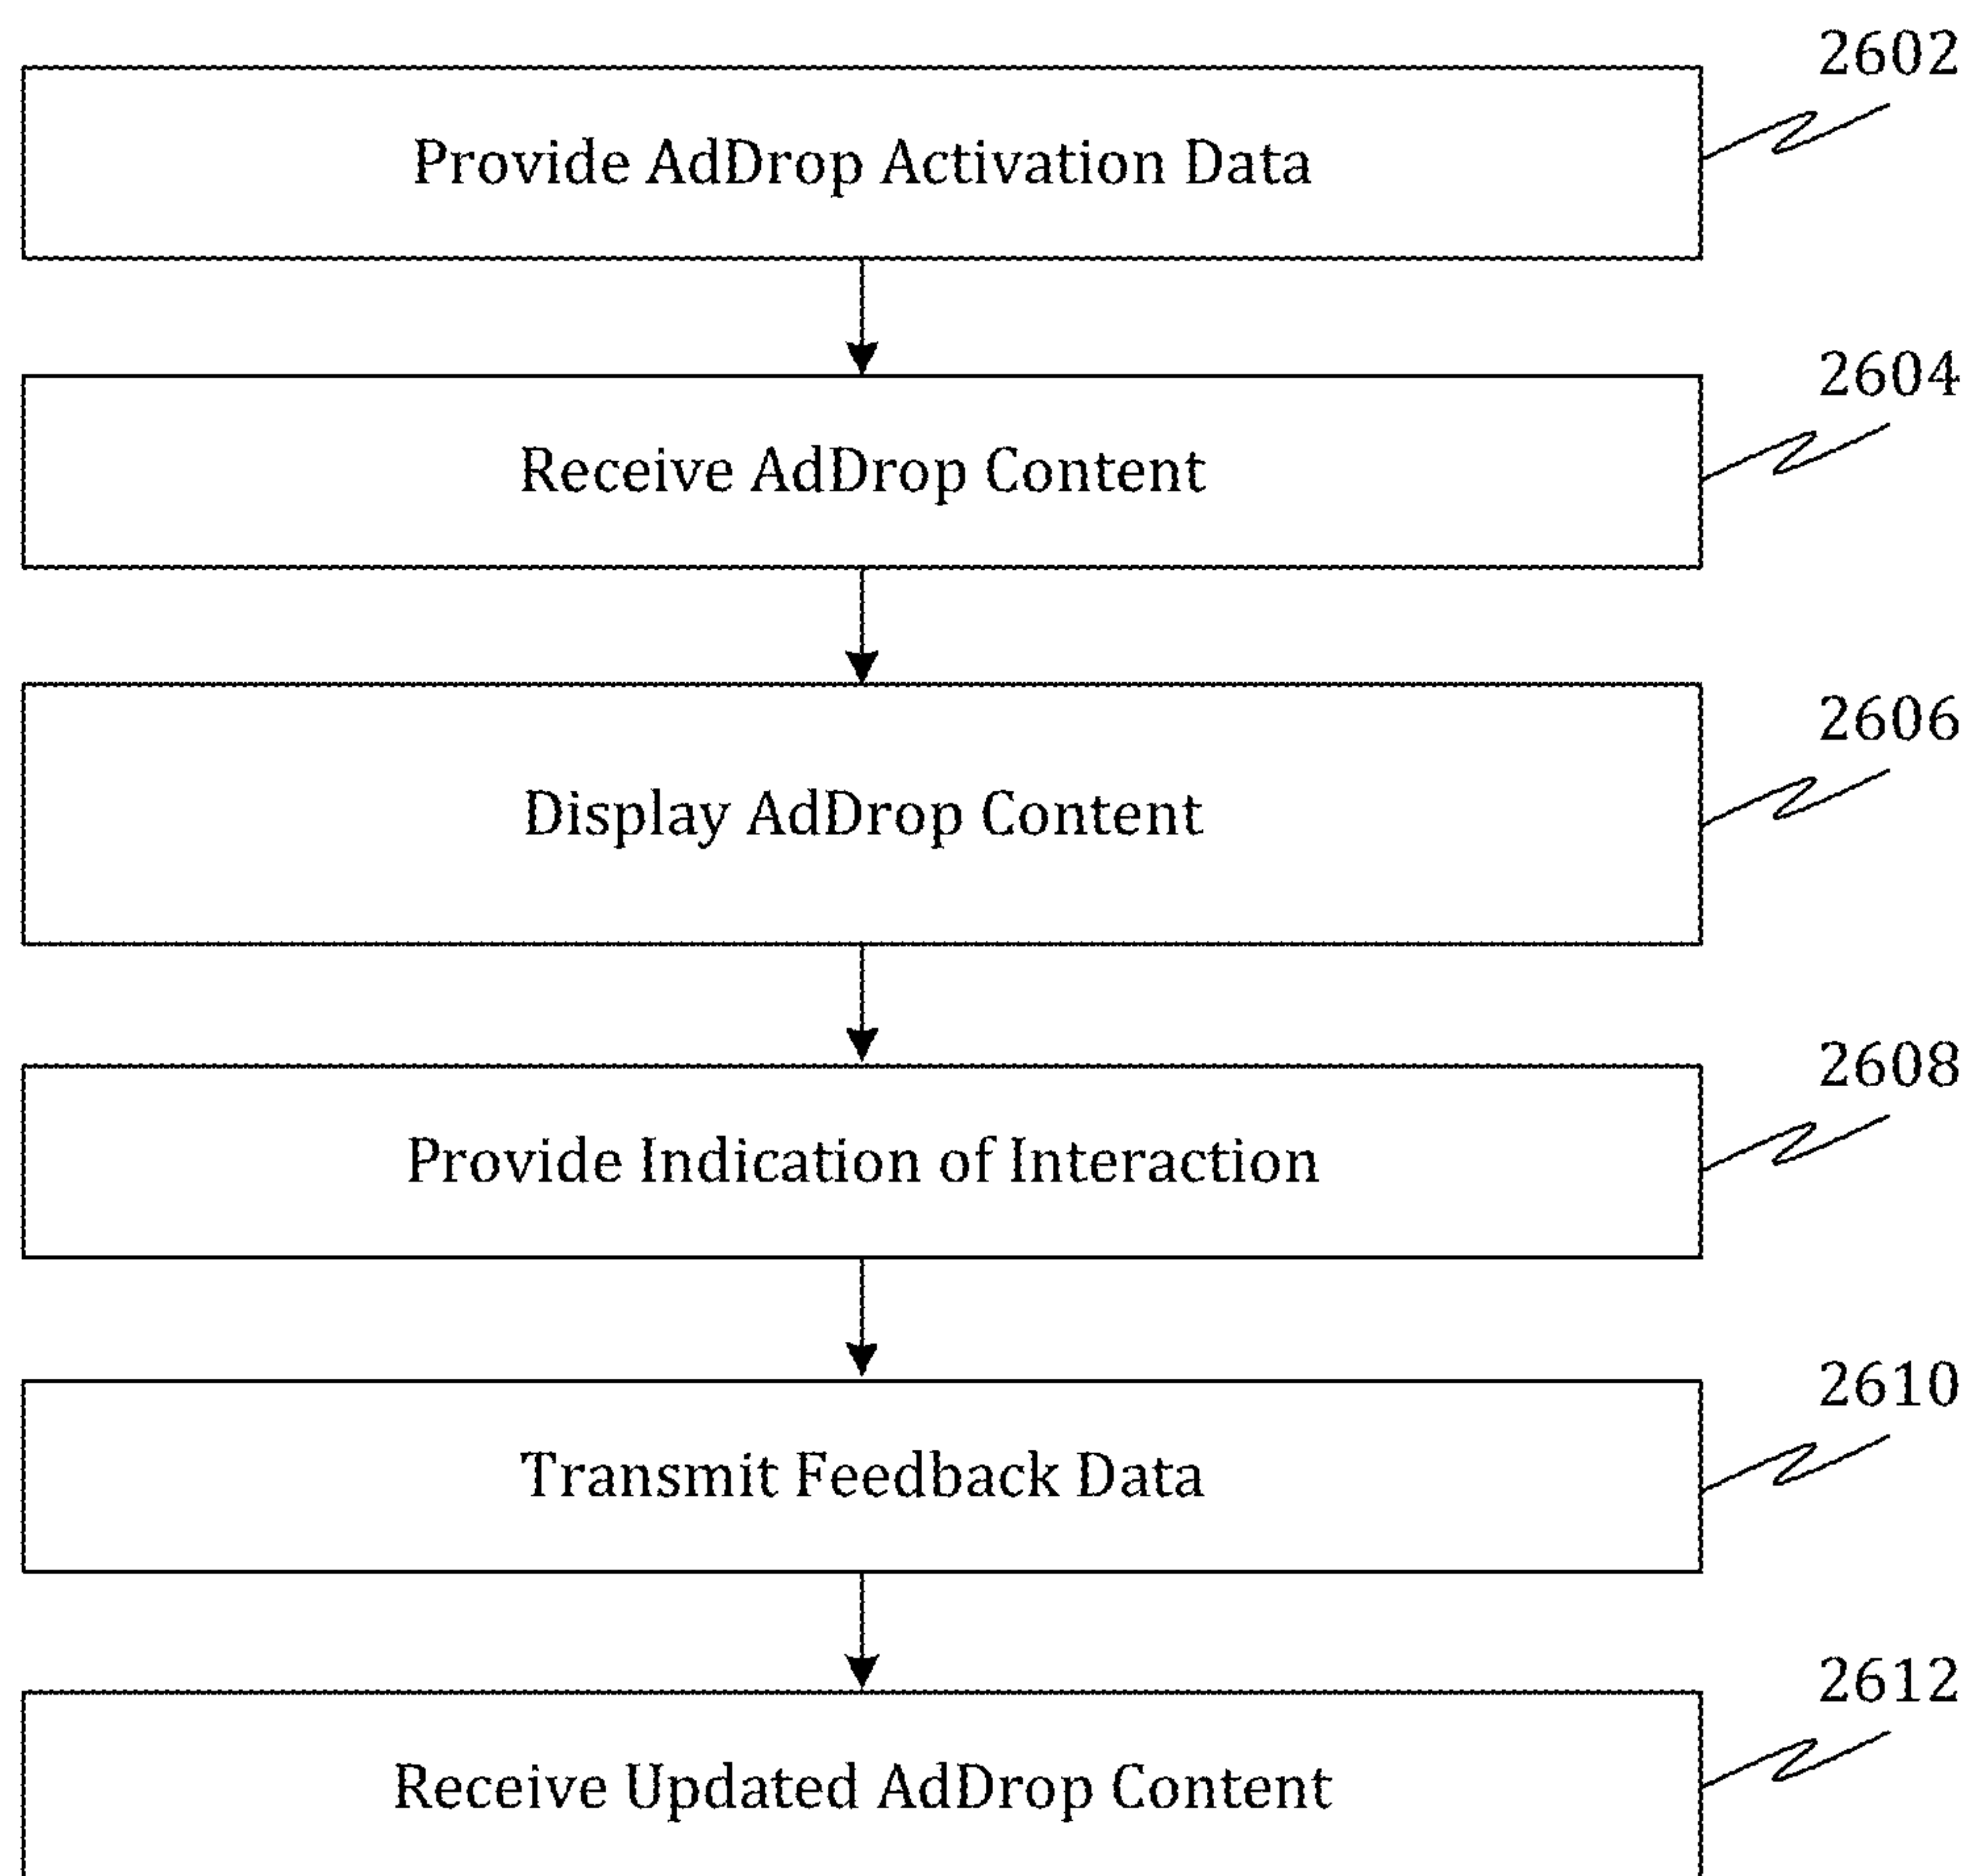 2602
Provide AdDrop Activation Data
2604
Receive AdDrop Content
2606
Display AdDrop Content
2608
Provide Indication of Interaction
2610
Transmit Feedback Data
2612
Receive Updated AdDrop Content